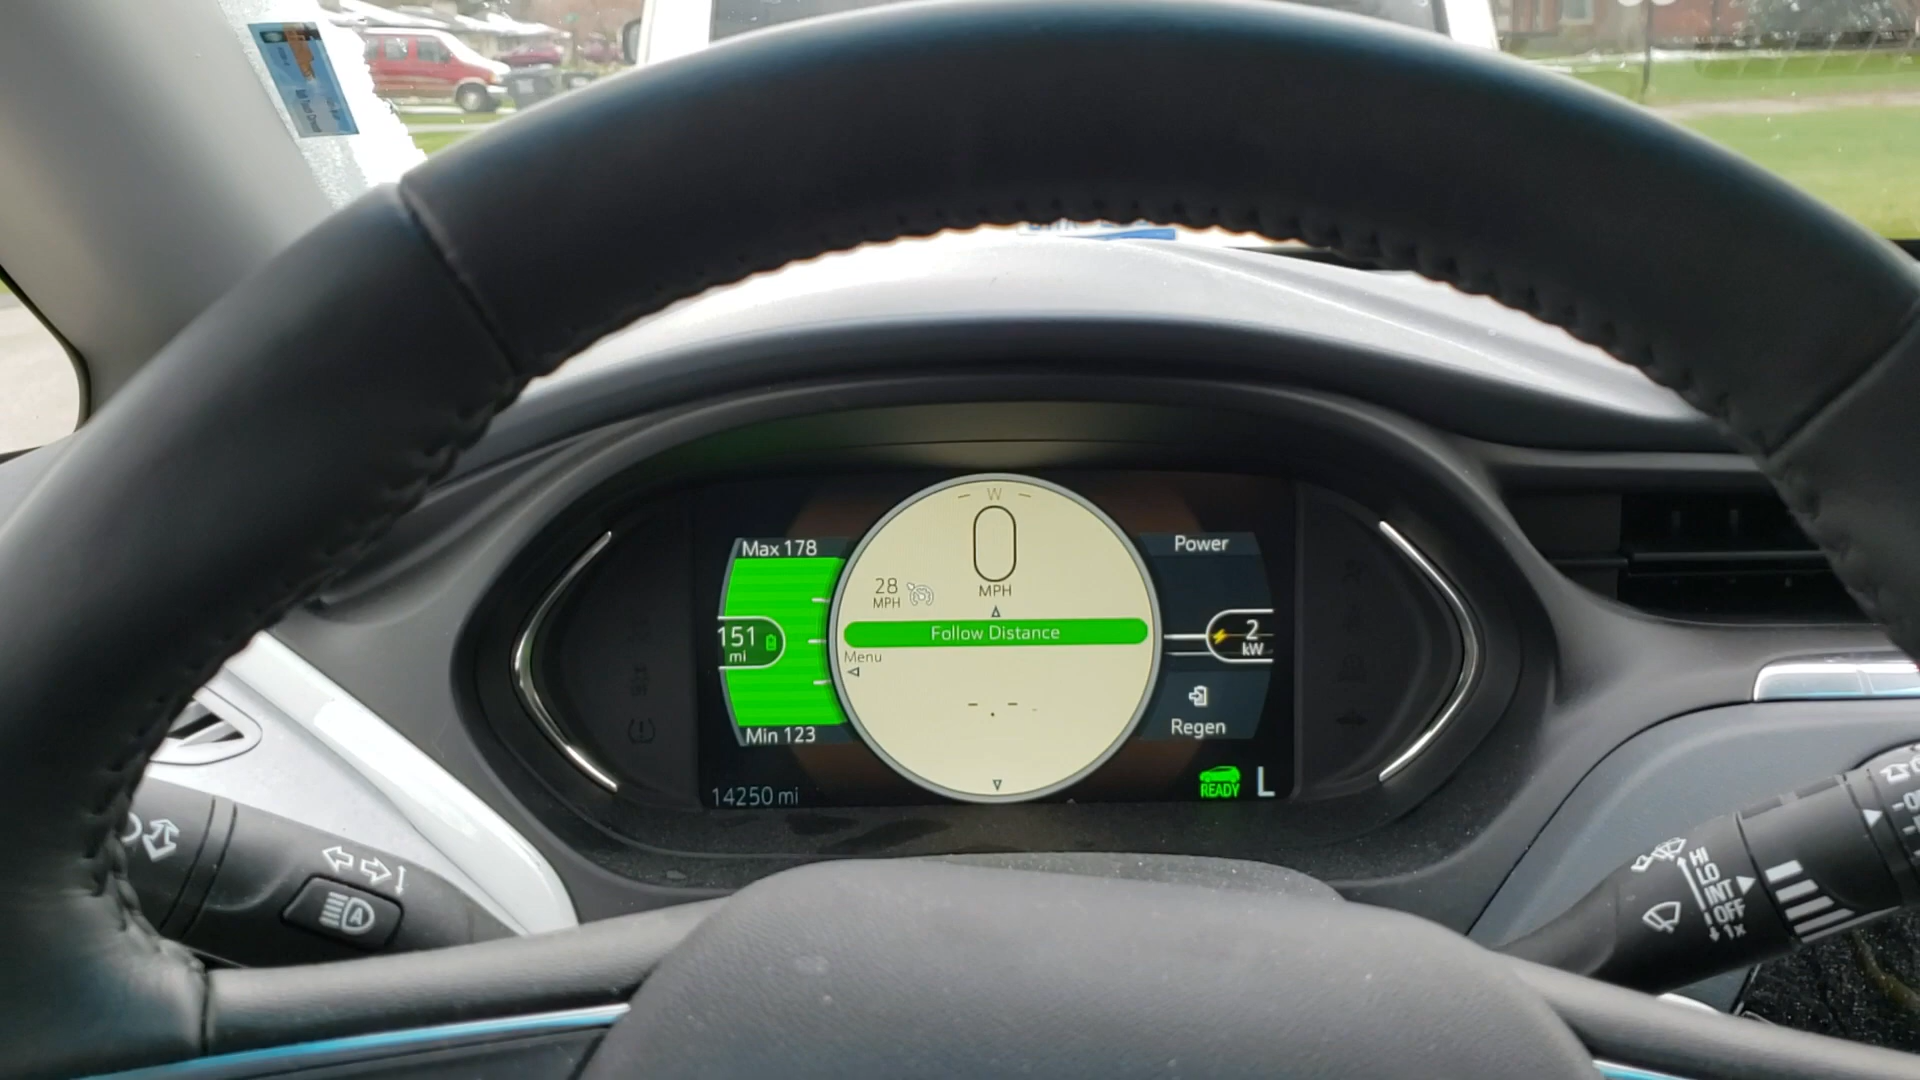 W
0
MPH
28
MPH
Follow Distance
Menu
- . -
Max 178
151
mi
Min 123
14250 mi
Power
2
kW
Regen
READY
L
A
HI
LO
INT
OFF
1x